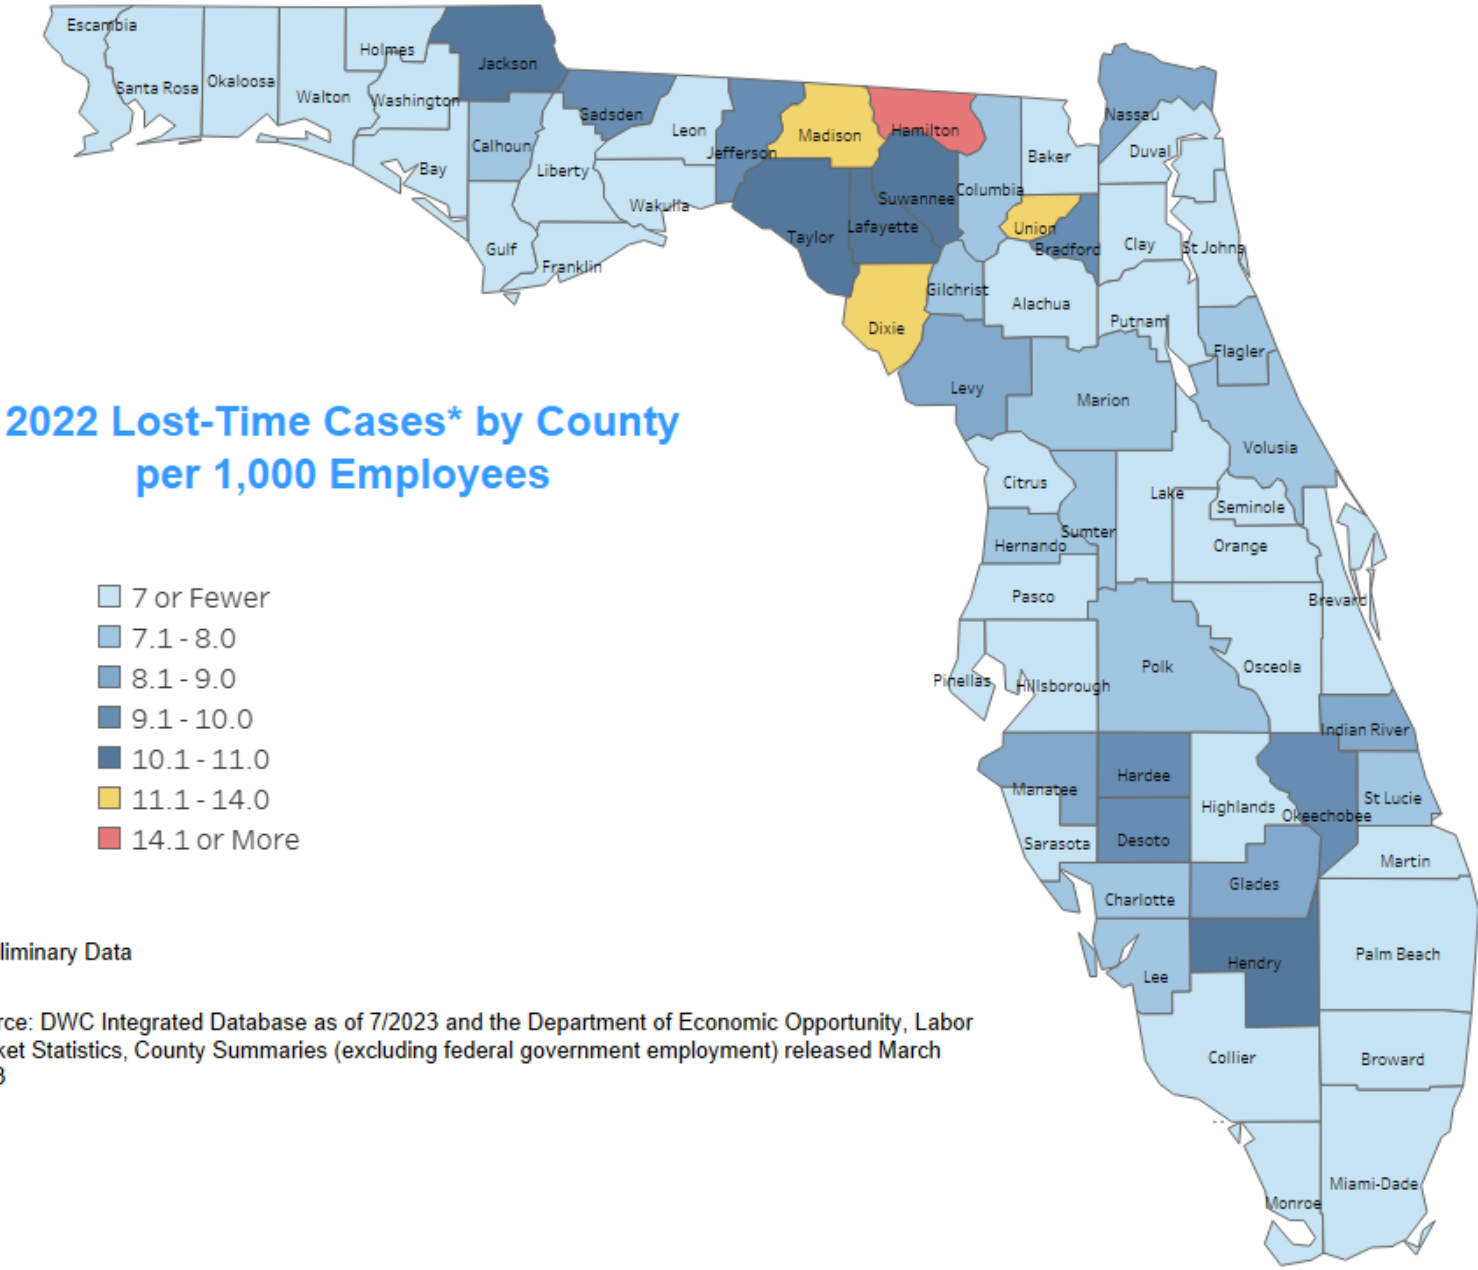 Escambia
Santa Rosa
Okaloosa
Walton
Holmes
Washington
Jackson
Bay
Calhoun
Gulf
Liberty
Franklin
Gadsden
Leon
Wakulla
Jefferson
Madison
Hamilton
Taylor
Lafayette
Suwannee
Columbia
Baker
Nassau
Duval
Union
Bradford
Clay
St Johns
Dixie
Gilchrist
Alachua
Putnam
Flagler
Levy
Marion
Volusia
2022 Lost-Time Cases* by County
per 1,000 Employees
Citrus
Lake
Seminole
Hernando
Sumter
Orange
Pasco
Brevard
Pinellas
Hillsborough
Polk
Osceola
Indian River
Manatee
Hardee
Highlands
Okeechobee
St Lucie
Sarasota
Desoto
Martin
Charlotte
Glades
Lee
Hendry
Palm Beach
Collier
Broward
Monroe
Miami-Dade
7 or Fewer
7.1 - 8.0
8.1 - 9.0
9.1 - 10.0
10.1 - 11.0
11.1 - 14.0
14.1 or More
liminary Data
rce: DWC Integrated Database as of 7/2023 and the Department of Economic Opportunity, Labor
ket Statistics, County Summaries (excluding federal government employment) released March
3